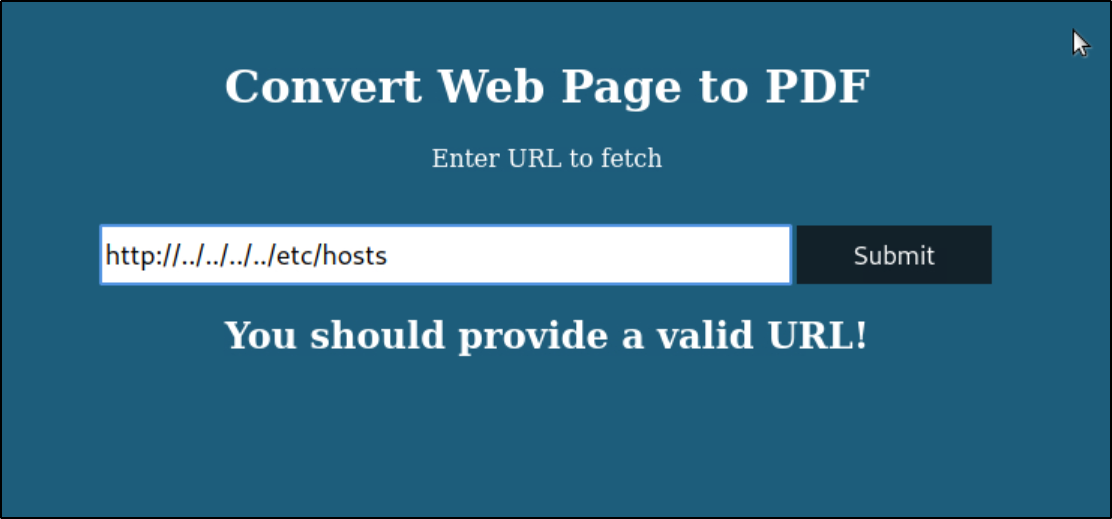 Convert Web Page to PDF
Enter URL to fetch
http://../../../../etc/hosts
Submit
You should provide a valid URL!